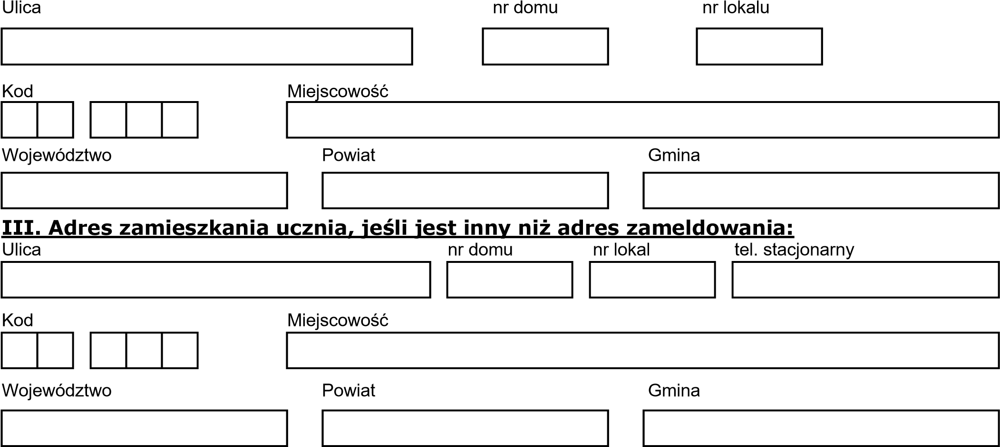 Ulica nr domu nr lokalu
Kod Miejscowość
Województwo Powiat Gmina
III. Adres zamieszkania ucznia, jeśli jest inny niż adres zameldowania:
Ulica nr domu nr lokal tel. stacjonarny
Kod Miejscowość
Województwo Powiat Gmina